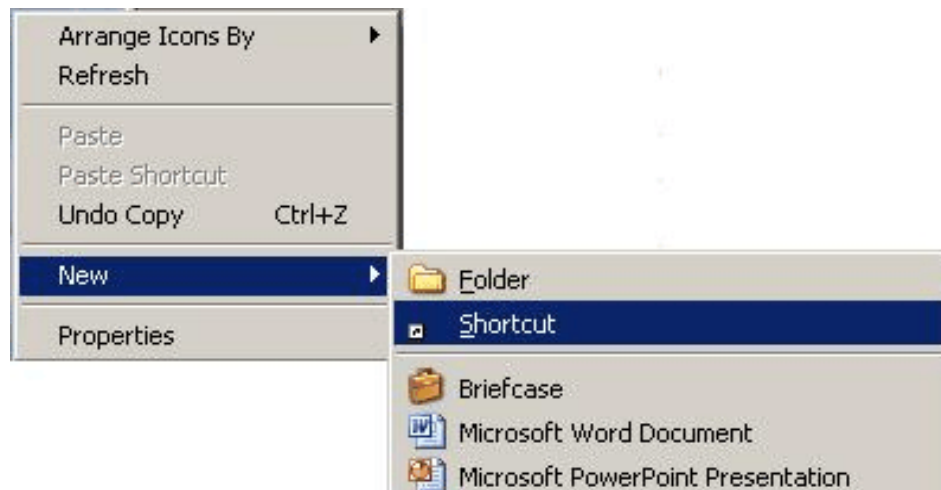 Arrange Icons By
Refresh
Paste
Paste Shortcut
Undo Copy Ctrl+Z
New
Properties
Folder
Shortcut
Briefcase
Microsoft Word Document
Microsoft PowerPoint Presentation